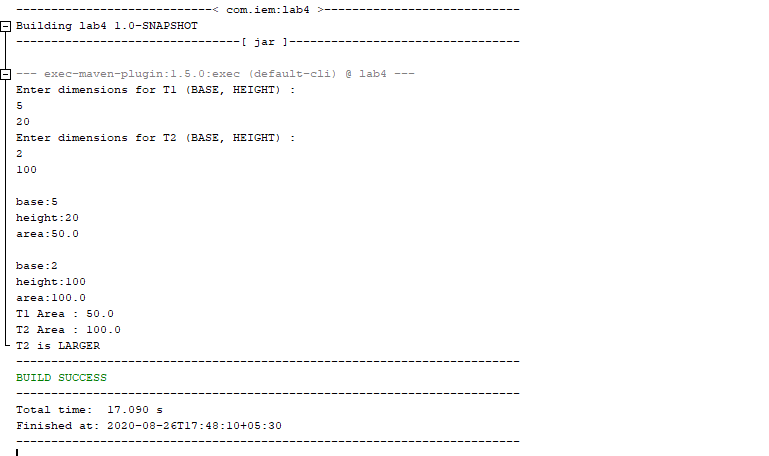 ----------------------------< com.iem:lab4 >----------------------------
Building lab4 1.0-SNAPSHOT
--------------------------------[ jar ]---------------------------------
--- exec-maven-plugin:1.5.0:exec (default-cli) @ lab4 ---
Enter dimensions for T1 (BASE, HEIGHT) :
5
20
Enter dimensions for T2 (BASE, HEIGHT) :
2
100
base:5
height:20
area:50.0
base:2
height:100
area:100.0
T1 Area : 50.0
T2 Area : 100.0
T2 is LARGER
------------------------------------------------------------------------
BUILD SUCCESS
------------------------------------------------------------------------
Total time:  17.090 s
Finished at: 2020-08-26T17:48:10+05:30
------------------------------------------------------------------------